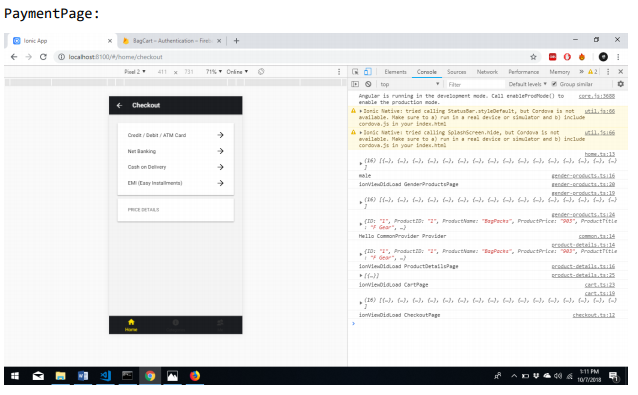 PaymentPage:
Ionic App
BagCart – Authentication – Fireb
localhost:8100/#/home/checkout
Pixel 2 411 × 731 71% Online
Elements Console Sources Network Performance Memory » 2
top Filter Default levels Group similar
Checkout
Credit / Debit / ATM Card
Net Banking
Cash on Delivery
EMI (Easy Installments)
PRICE DETAILS
Home
Angular is running in the development mode. Call enableProdMode() to core.js:3688
enable the production mode.
Ionic Native: tried calling StatusBar.styleDefault, but Cordova is not util.js:66
available. Make sure to a) run in a real device or simulator and b) include
cordova.js in your index.html
Ionic Native: tried calling SplashScreen.hide, but Cordova is not util.js:66
available. Make sure to a) run in a real device or simulator and b) include
cordova.js in your index.html
home.ts:13
(16) [{…}, {…}, {…}, {…}, {…}, {…}, {…}, {…}, {…}, {…}, {…}, {…}, {…}, {…}, {…}, {…}
]
male gender-products.ts:16
ionViewDidLoad GenderProductsPage gender-products.ts:20
gender-products.ts:19
(16) [{…}, {…}, {…}, {…}, {…}, {…}, {…}, {…}, {…}, {…}, {…}, {…}, {…}, {…}, {…}, {…}
]
gender-products.ts:24
{ID: "1", ProductID: "1", ProductName: "BagPacks", ProductPrice: "903", ProductTitle
: "F Gear", …}
Hello CommonProvider Provider common.ts:14
product-details.ts:14
{ID: "1", ProductID: "1", ProductName: "BagPacks", ProductPrice: "903", ProductTitle
: "F Gear", …}
ionViewDidLoad ProductDetailsPage product-details.ts:16
[{…}] product-details.ts:25
ionViewDidLoad CartPage cart.ts:23
cart.ts:19
(16) [{…}, {…}, {…}, {…}, {…}, {…}, {…}, {…}, {…}, {…}, {…}, {…}, {…}, {…}, {…}, {…}
]
ionViewDidLoad CheckoutPage checkout.ts:12
1:11 PM
10/7/2018